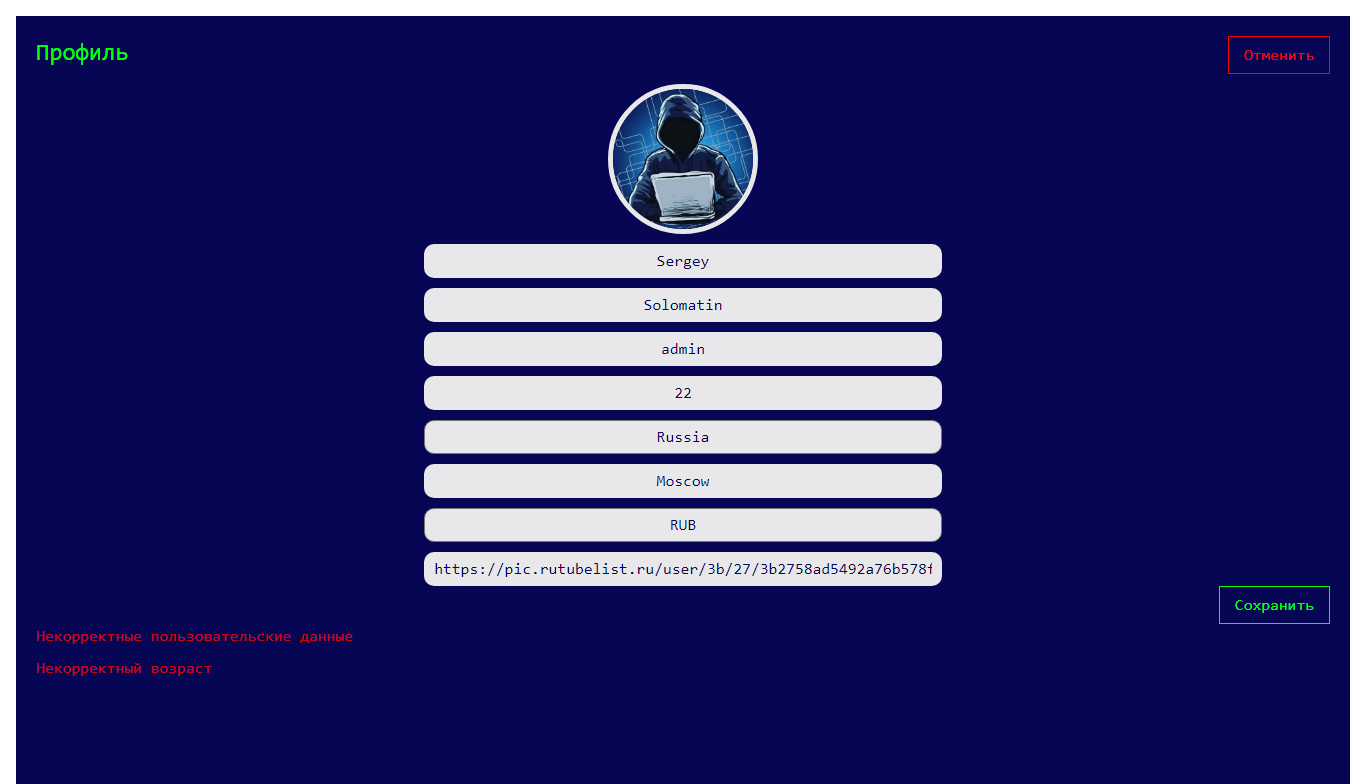 Профиль
Отменить
Sergey
Solomatin
admin
22
Russia
Moscow
RUB
https://pic.rutubelist.ru/user/3b/27/3b2758ad5492a76b578f
Сохранить
Некорректные пользовательские данные
Некорректный возраст